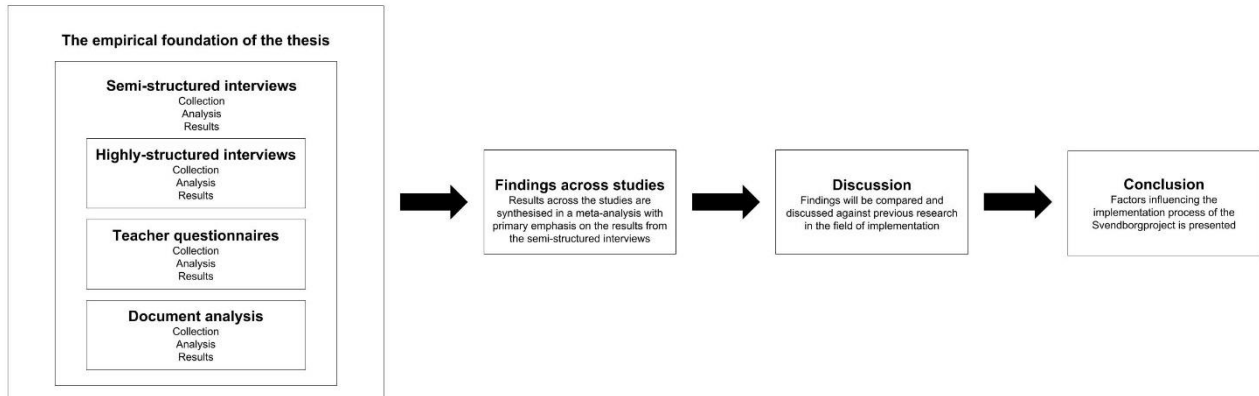 The empirical foundation of the thesis
Semi-structured interviews
Collection
Analysis
Results
Highly-structured interviews
Collection
Analysis
Results
Teacher questionnaires
Collection
Analysis
Results
Document analysis
Collection
Analysis
Results
Findings across studies
Results across the studies are
synthesised in a meta-analysis with
primary emphasis on the results from
the semi-structured interviews
Discussion
Findings will be compared and
discussed against previous research
in the field of implementation
Conclusion
Factors influencing the
implementation process of the
Svendborgproject is presented